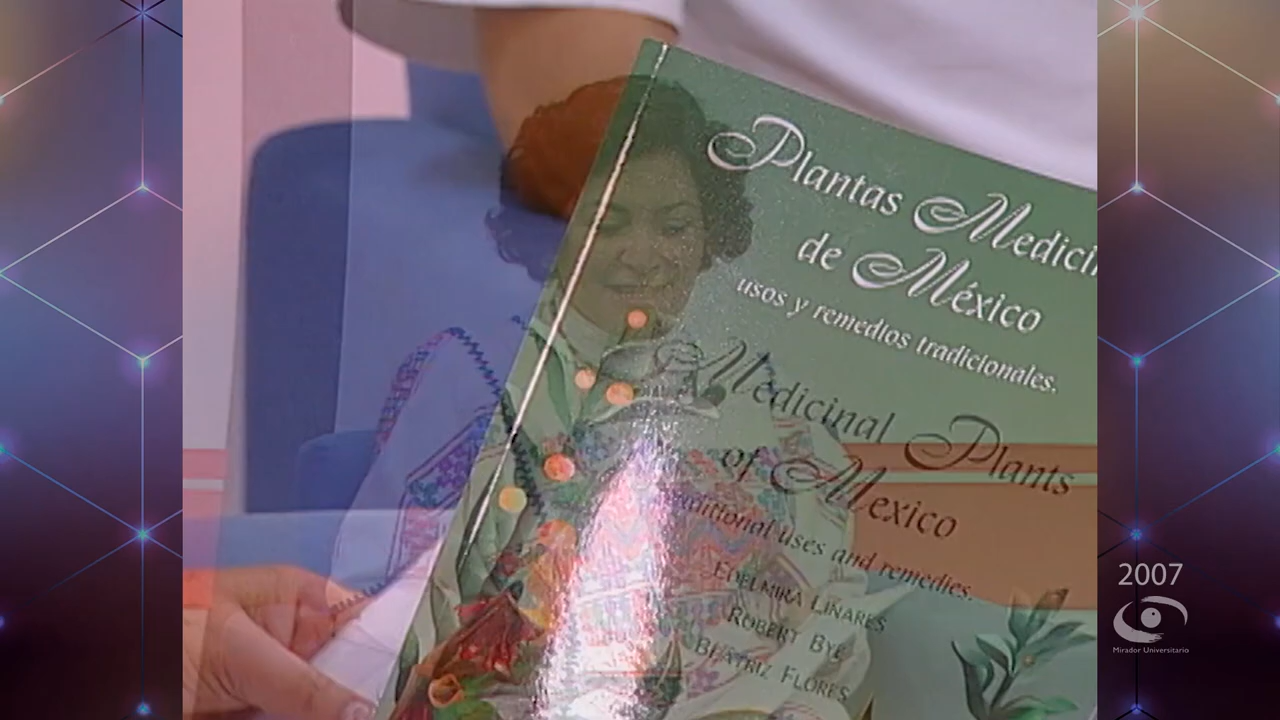 Plantas Medici
de México
usos y remedios tradicionales.
Medicinal Plants
of Mexico
traditional uses and remedies.
EDELMIRA LINARES
ROBERT BYE
BEATRIZ FLORES
2007
Mirador Universitario